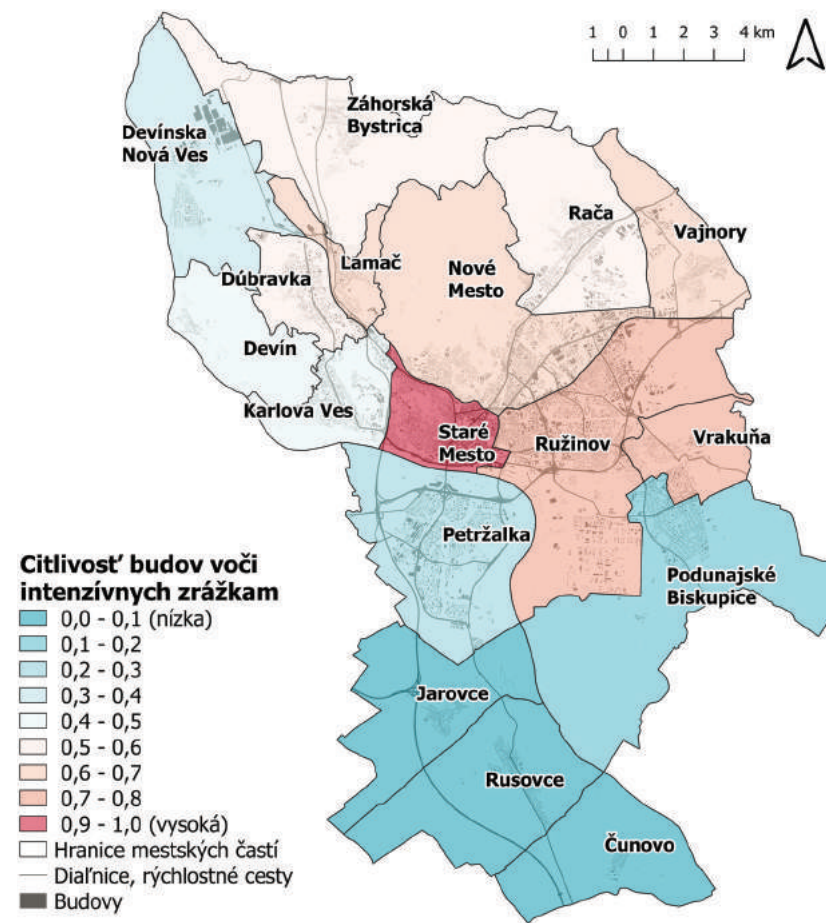 1 0 1 2 3 4 km
Záhorská
Bystrica
Devínska
Nová Ves
Rača
Vajnory
Lamač
Nové
Mesto
Dúbravka
Devín
Karlova Ves
Staré
Mesto
Ružinov
Vrakuňa
Petržalka
Podunajské
Biskupice
Jarovce
Rusovce
Čunovo
Citlivosť budov voči
intenzívnych zrážkam
0,0 - 0,1 (nízka)
0,1 - 0,2
0,2 - 0,3
0,3 - 0,4
0,4 - 0,5
0,5 - 0,6
0,6 - 0,7
0,7 - 0,8
0,9 - 1,0 (vysoká)
Hranice mestských častí
Diaľnice, rýchlostné cesty
Budovy